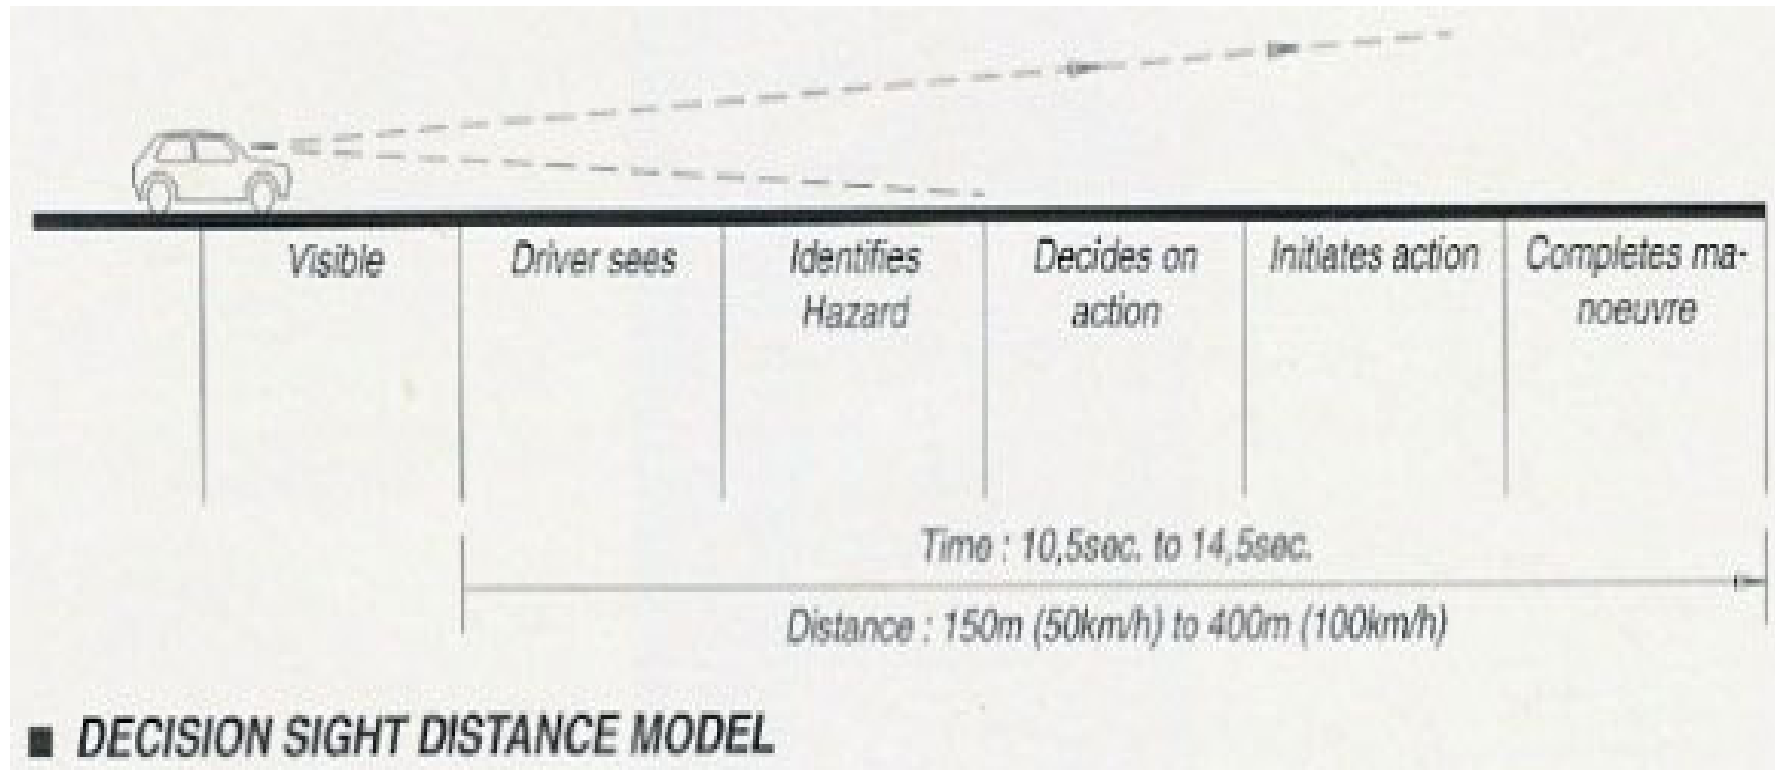 Visible
Driver sees
Identifies
Hazard
Decides on
action
Initiates action
Completes ma-
noeuvre
Time : 10,5sec. to 14,5sec.
Distance : 150m (50km/h) to 400m (100km/h)
DECISION SIGHT DISTANCE MODEL